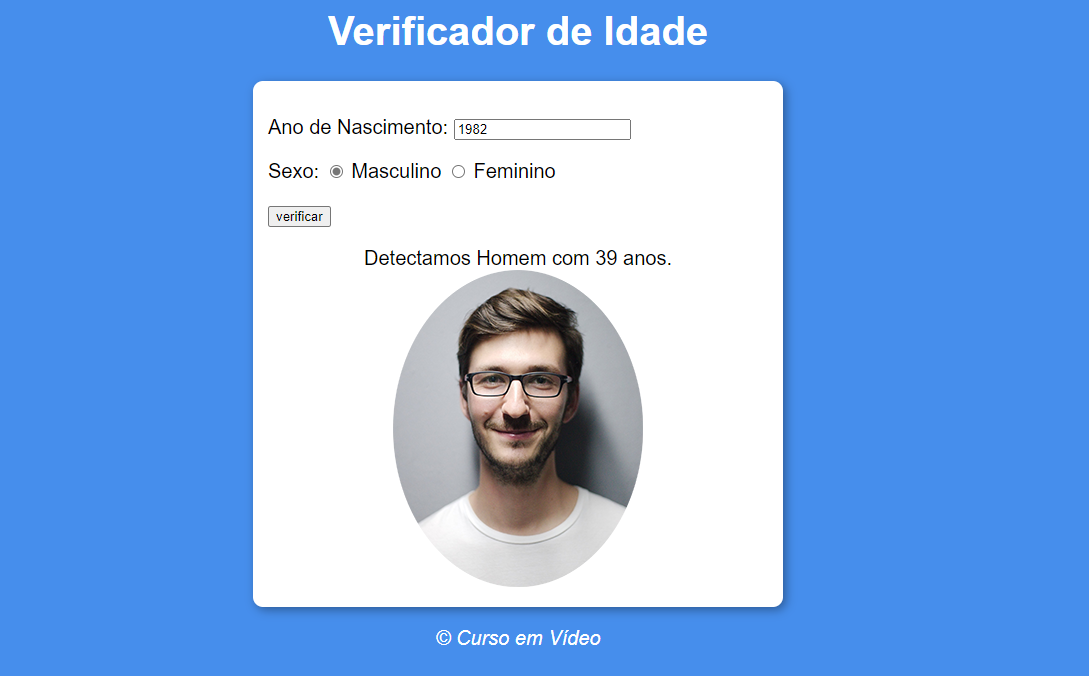 Verificador de Idade
Ano de Nascimento: 1982
Sexo: Masculino Feminino
verificar
Detectamos Homem com 39 anos.
© Curso em Vídeo